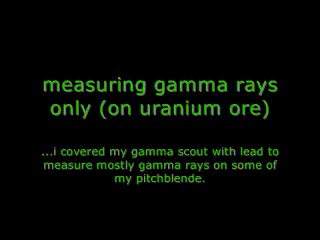 measuring gamma rays
only (on uranium ore)
...i covered my gamma scout with lead to
measure mostly gamma rays on some of
my pitchblende.